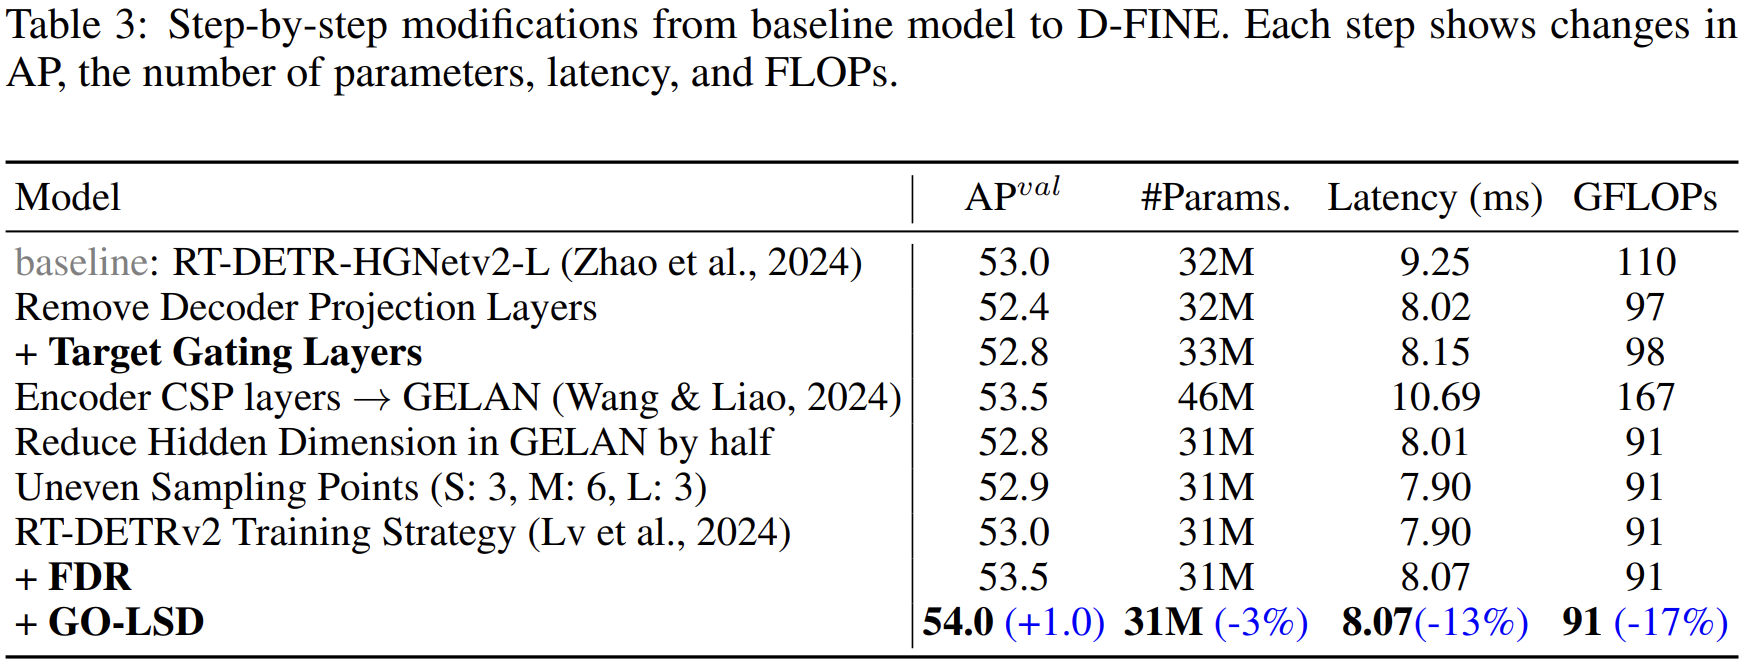 Table 3: Step-by-step modifications from baseline model to D-FINE. Each step shows changes in
AP, the number of parameters, latency, and FLOPs.
Model AP^val #Params. Latency (ms) GFLOPs
baseline: RT-DETR-HGNetv2-L (Zhao et al., 2024) 53.0 32M 9.25 110
Remove Decoder Projection Layers 52.4 32M 8.02 97
+ Target Gating Layers 52.8 33M 8.15 98
Encoder CSP layers → GELAN (Wang & Liao, 2024) 53.5 46M 10.69 167
Reduce Hidden Dimension in GELAN by half 52.8 31M 8.01 91
Uneven Sampling Points (S: 3, M: 6, L: 3) 52.9 31M 7.90 91
RT-DETRv2 Training Strategy (Lv et al., 2024) 53.0 31M 7.90 91
+ FDR 53.5 31M 8.07 91
+ GO-LSD 54.0 (+1.0) 31M (-3%) 8.07(-13%) 91 (-17%)